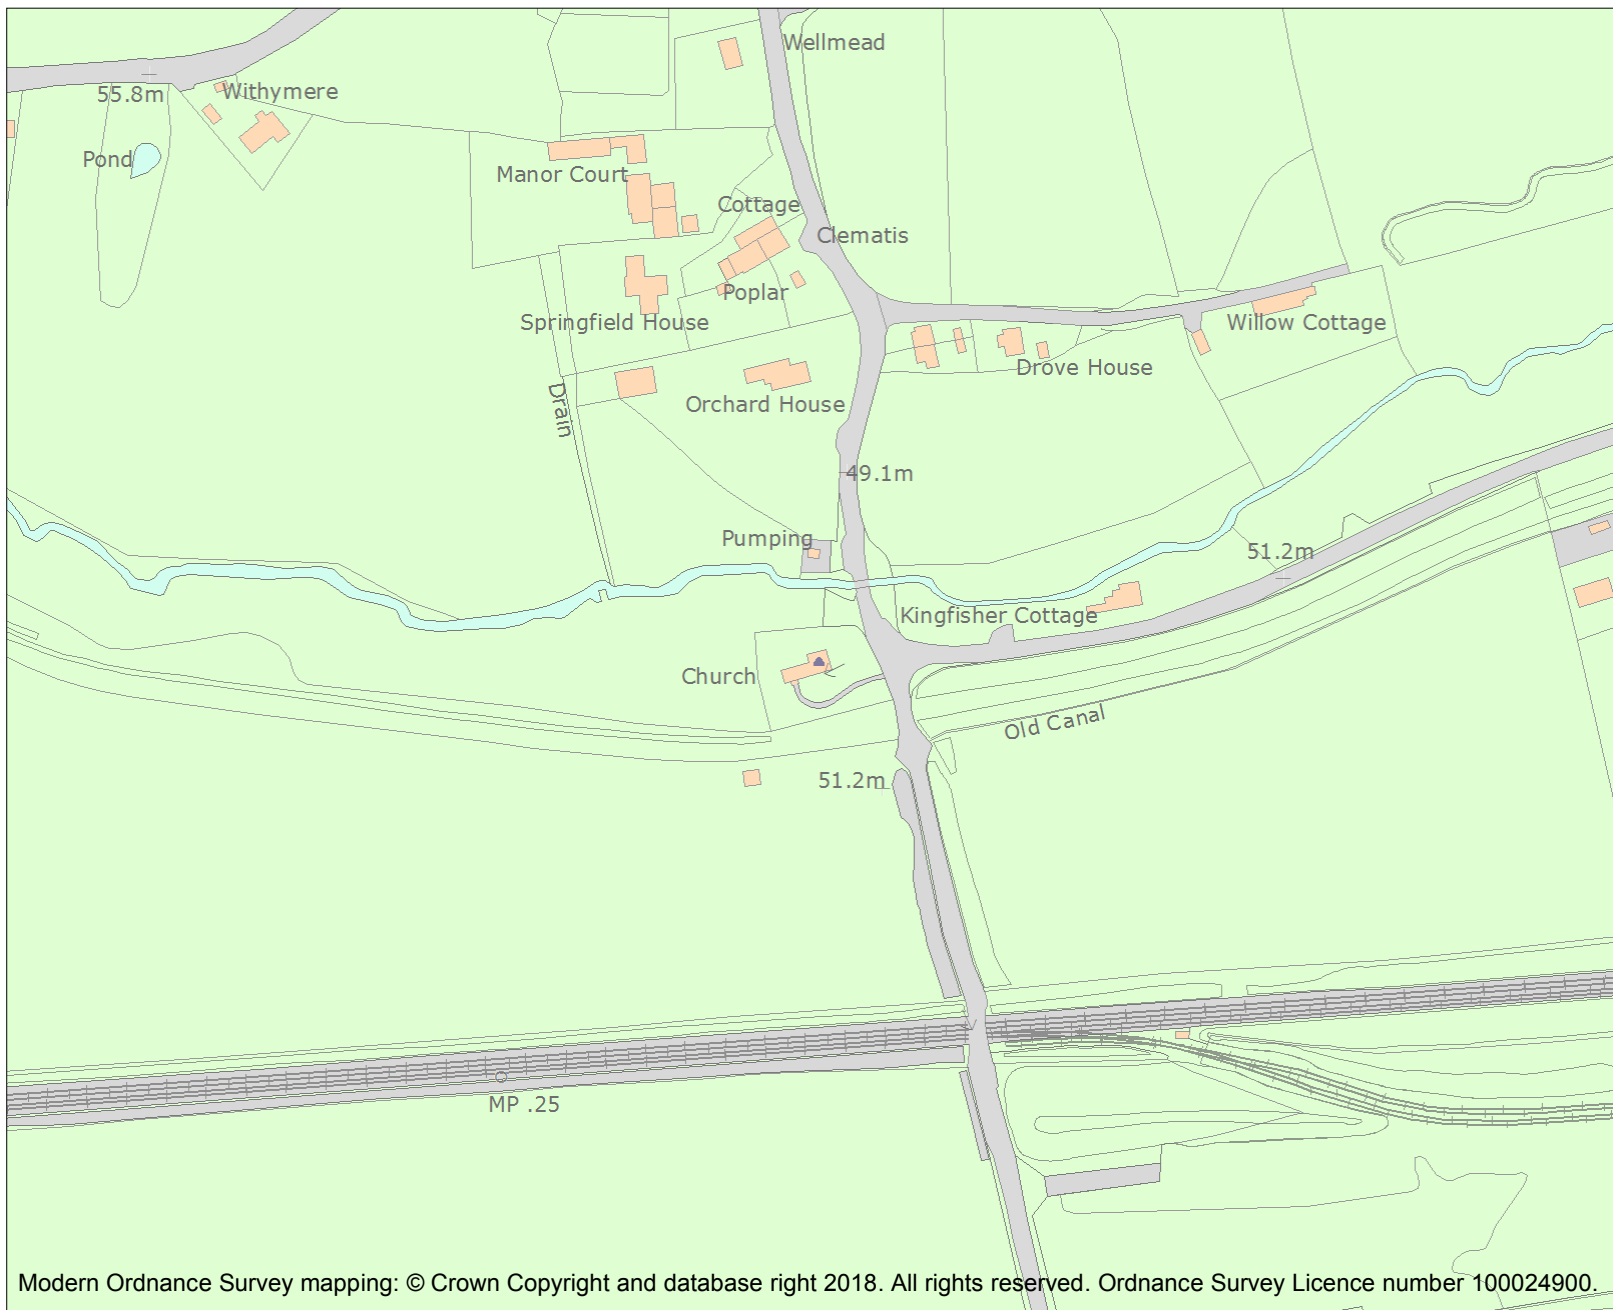 Wellmead
Withymere
55.8m
Pond
Manor Court
Cottage
Clematis
Poplar
Springfield House
Willow Cottage
Drove House
Orchard House
Drain
49.1m
Pumping
51.2m
Kingfisher Cottage
Church
Old Canal
51.2m
MP .25
Modern Ordnance Survey mapping: © Crown Copyright and database right 2018. All rights reserved. Ordnance Survey Licence number 100024900.